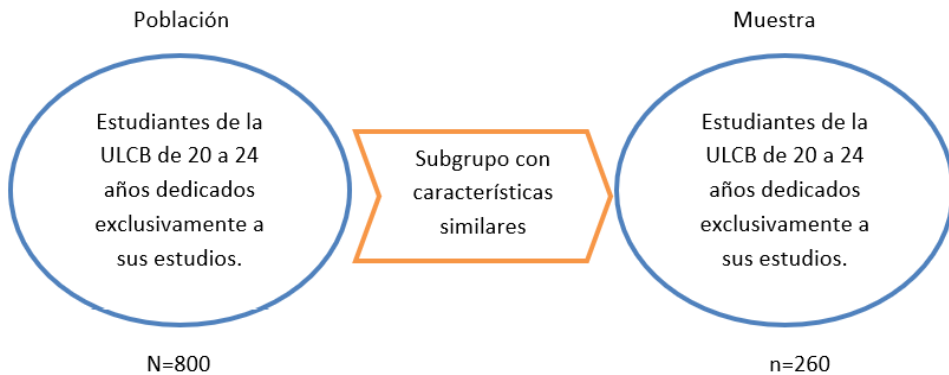 Población
Muestra
Estudiantes de la
ULCB de 20 a 24
años dedicados
exclusivamente a
sus estudios.
Subgrupo con
características
similares
Estudiantes de la
ULCB de 20 a 24
años dedicados
exclusivamente a
sus estudios.
N=800
n=260